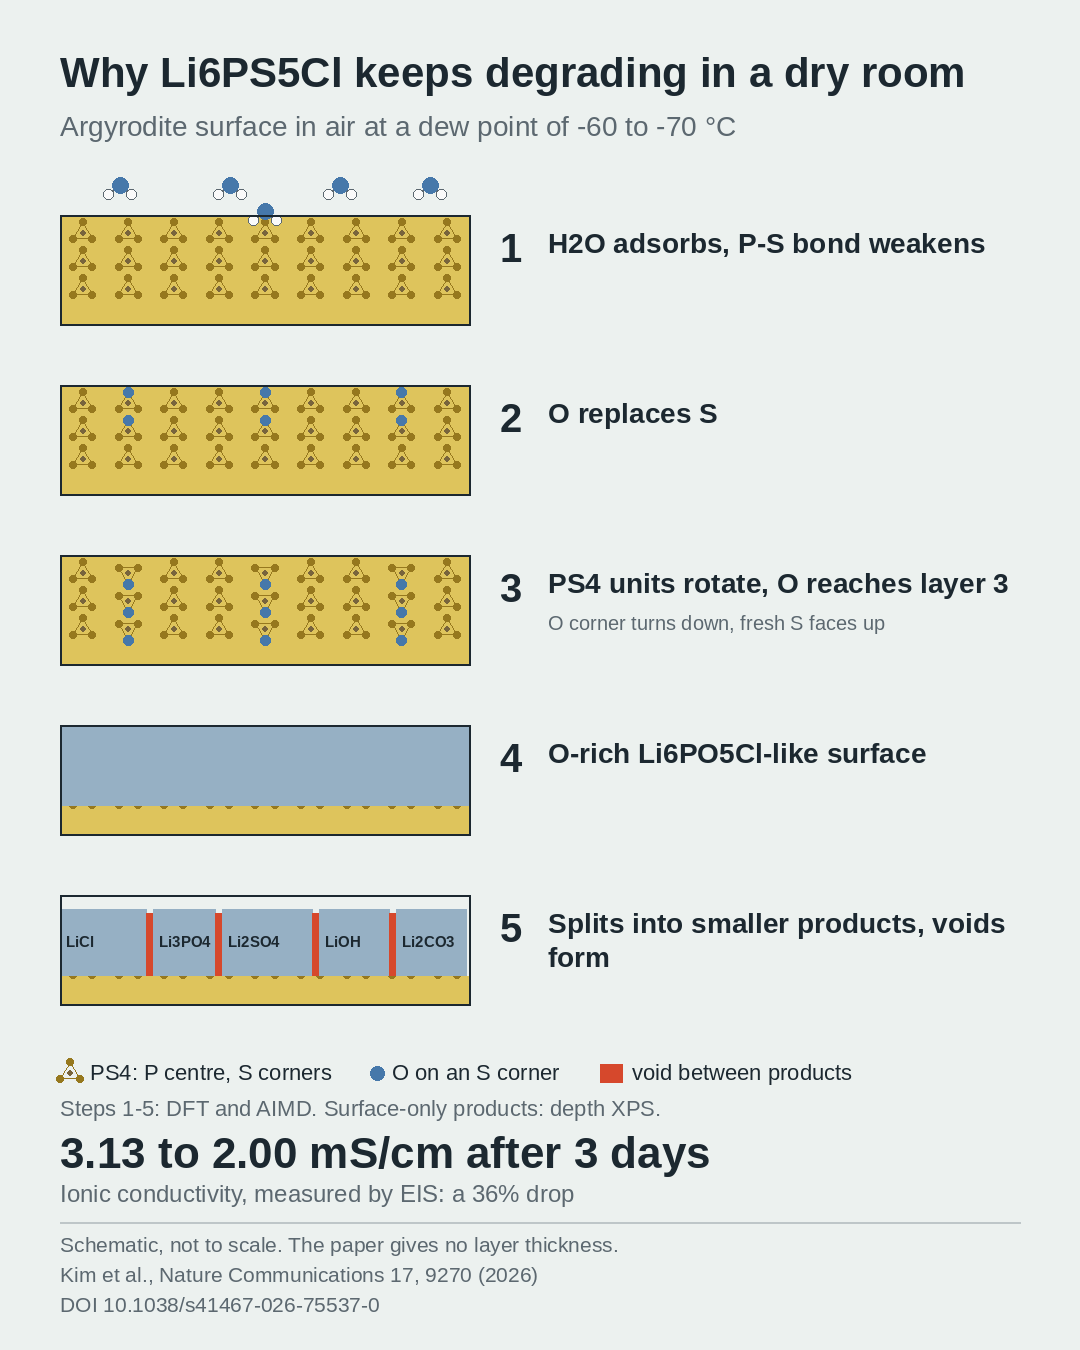 Why Li6PS5Cl keeps degrading in a dry room
Argyrodite surface in air at a dew point of -60 to -70 °C
1 H2O adsorbs, P-S bond weakens
2 O replaces S
3 PS4 units rotate, O reaches layer 3
O corner turns down, fresh S faces up
4 O-rich Li6PO5Cl-like surface
5 Splits into smaller products, voids
form
LiCl Li3PO4 Li2SO4 LiOH Li2CO3
PS4: P centre, S corners O on an S corner void between products
Steps 1-5: DFT and AIMD. Surface-only products: depth XPS.
3.13 to 2.00 mS/cm after 3 days
Ionic conductivity, measured by EIS: a 36% drop
Schematic, not to scale. The paper gives no layer thickness.
Kim et al., Nature Communications 17, 9270 (2026)
DOI 10.1038/s41467-026-75537-0